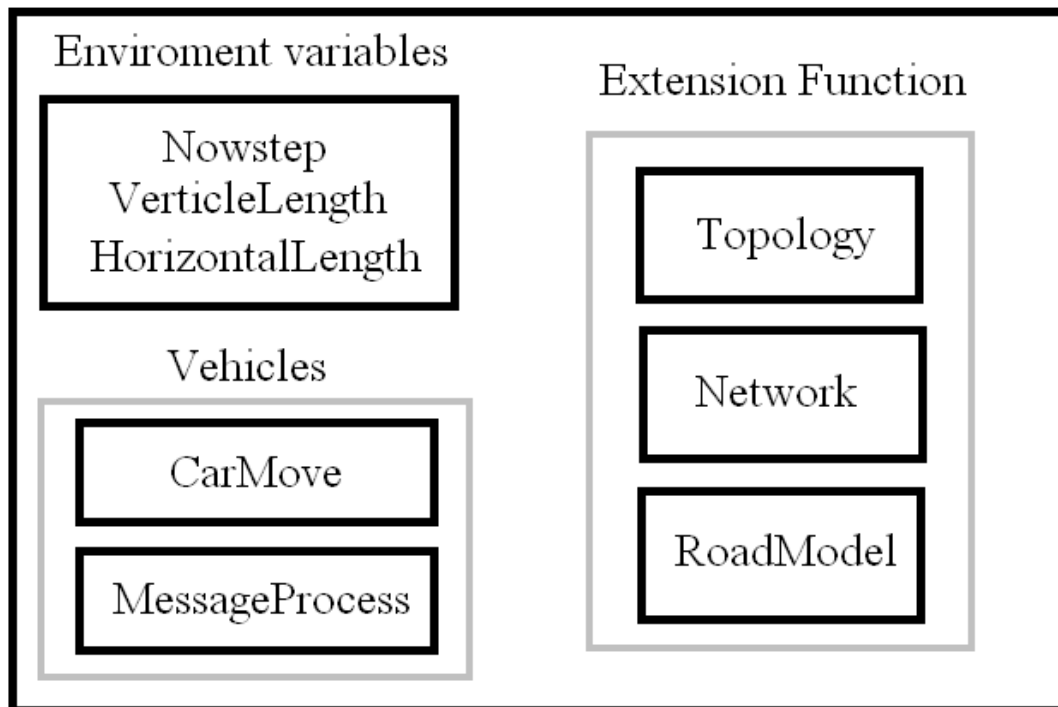 Enviroment variables
Nowstep
VerticleLength
HorizontalLength
Vehicles
CarMove
MessageProcess
Extension Function
Topology
Network
RoadModel